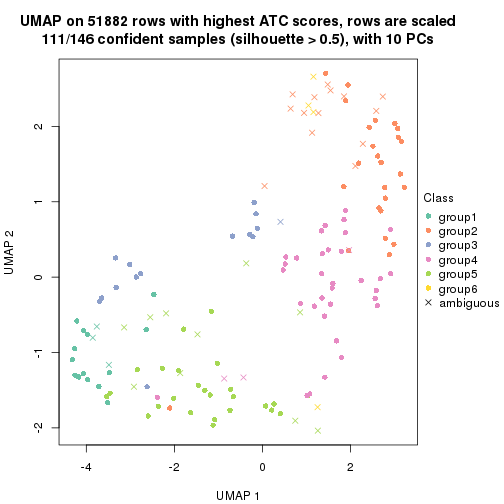 UMAP on 51882 rows with highest ATC scores, rows are scaled
111/146 confident samples (silhouette > 0.5), with 10 PCs
Class
group1
group2
group3
group4
group5
group6
ambiguous
2
1
0
-1
-2
UMAP 2
-4
-2
0
2
UMAP 1